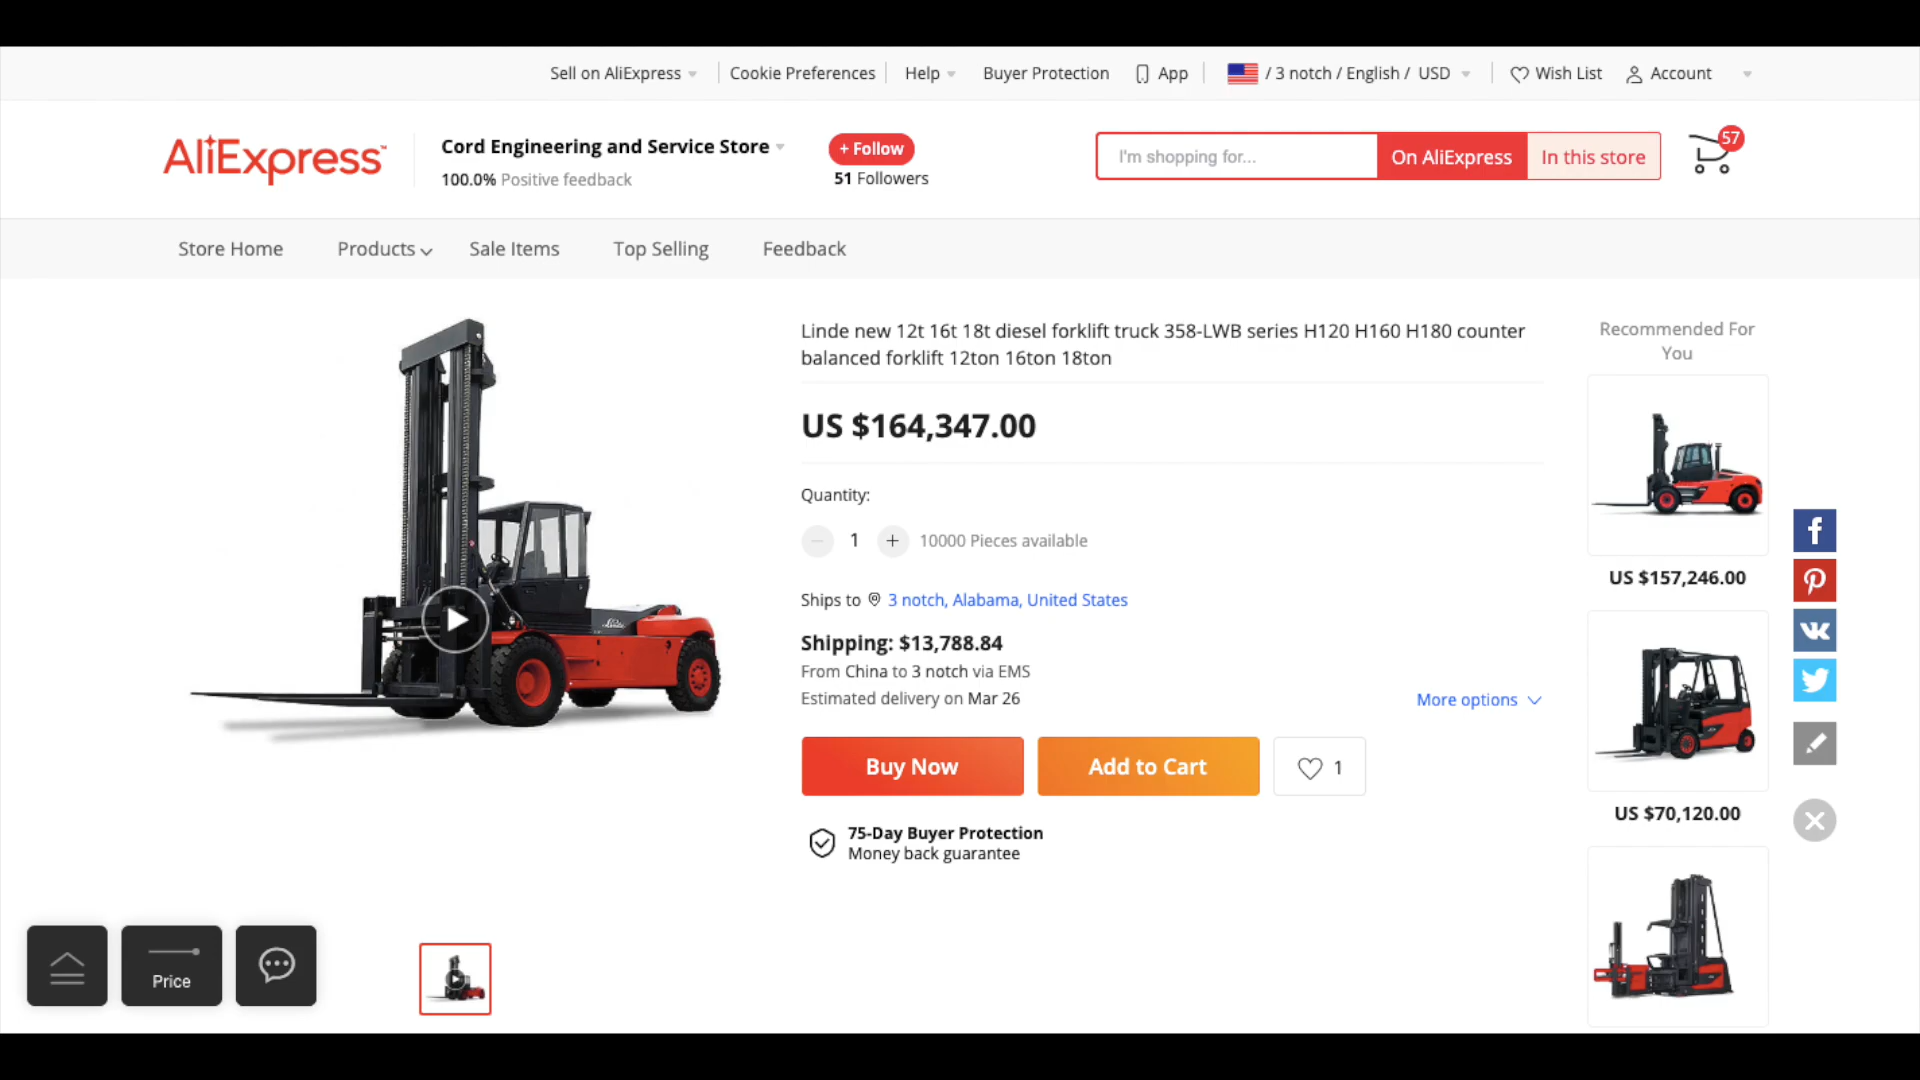 Sell on AliExpress
Cookie Preferences
Help
Buyer Protection
App
/ 3 notch / English / USD
Wish List
Account
AliExpress™
Cord Engineering and Service Store
100.0% Positive feedback
+ Follow
51 Followers
I'm shopping for...
On AliExpress
In this store
57
Store Home
Products
Sale Items
Top Selling
Feedback
Linde new 12t 16t 18t diesel forklift truck 358-LWB series H120 H160 H180 counter
balanced forklift 12ton 16ton 18ton
US $164,347.00
Quantity:
1
10000 Pieces available
Ships to 3 notch, Alabama, United States
Shipping: $13,788.84
From China to 3 notch via EMS
Estimated delivery on Mar 26
More options
Buy Now
Add to Cart
1
75-Day Buyer Protection
Money back guarantee
Recommended For
You
US $157,246.00
US $70,120.00
Linde
Price